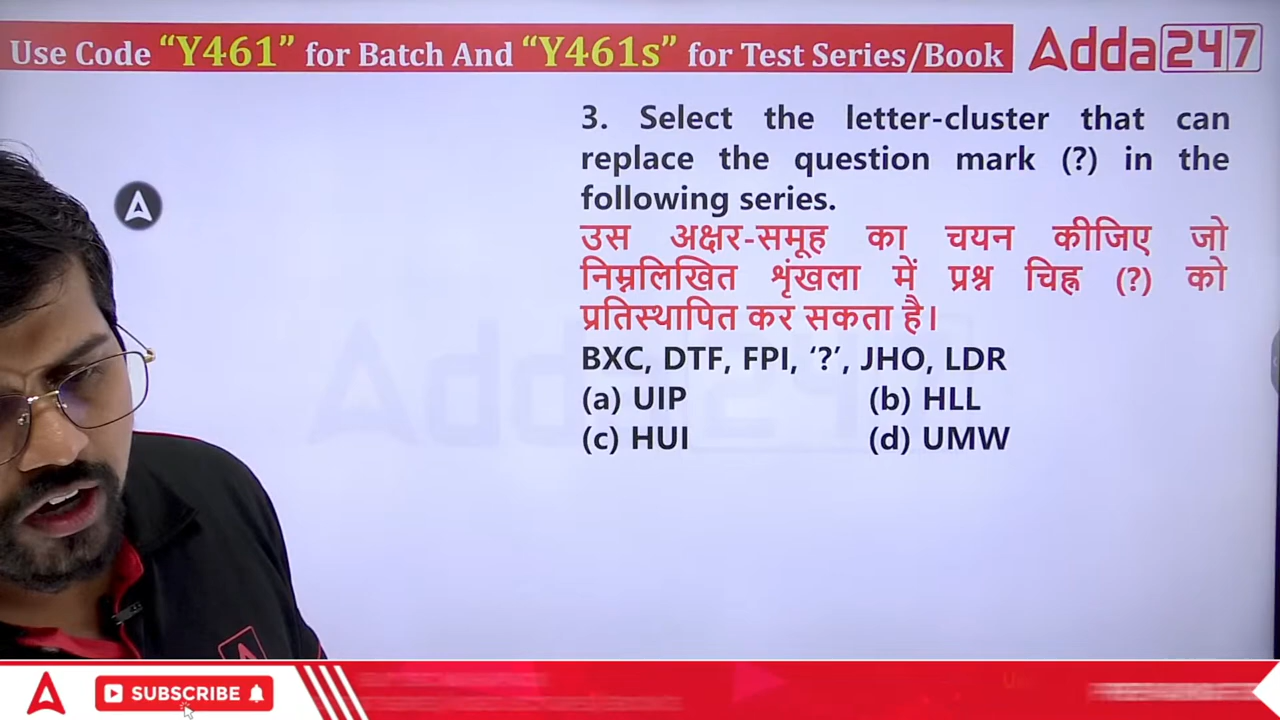 Use Code “Y461” for Batch And “Y461s” for Test Series/Book
Adda247
3. Select the letter-cluster that can
replace the question mark (?) in the
following series.
उस अक्षर-समूह का चयन कीजिए जो
निम्नलिखित शृंखला में प्रश्न चिह्न (?) को
प्रतिस्थापित कर सकता है।
BXC, DTF, FPI, ‘?’, JHO, LDR
(a) UIP (b) HLL
(c) HUI (d) UMW
SUBSCRIBE